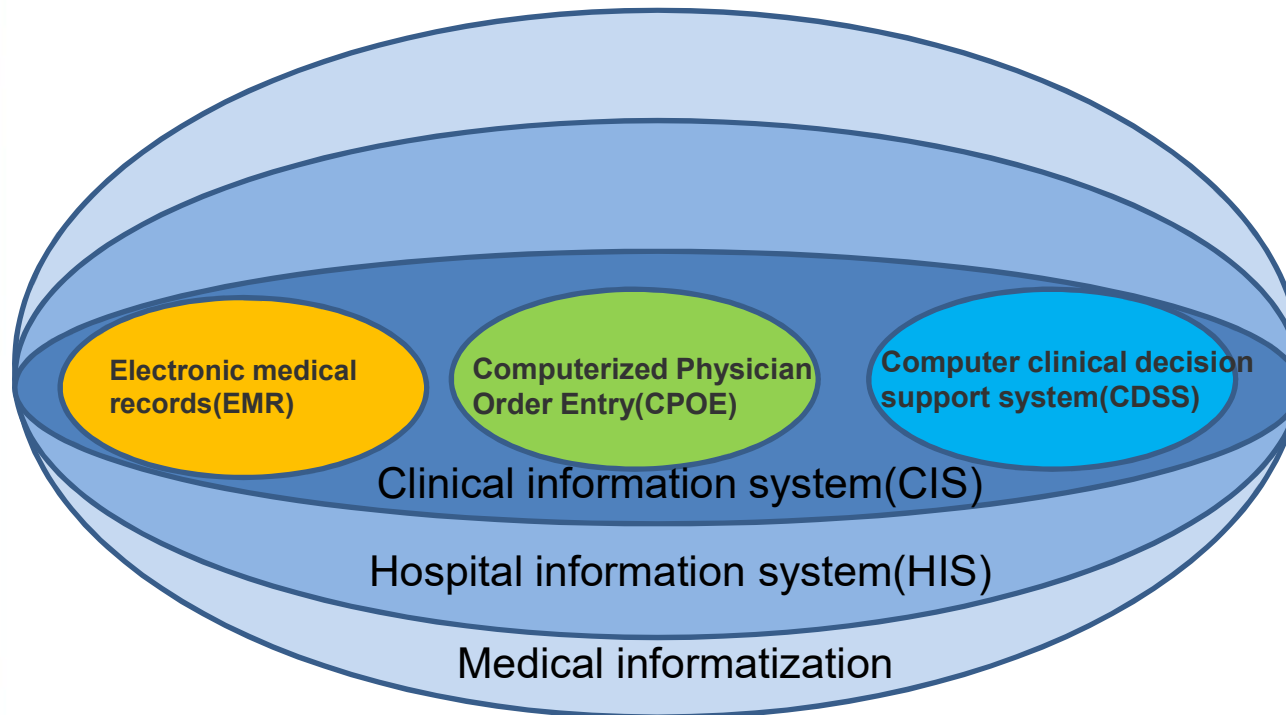 Electronic medical
records(EMR)
Computerized Physician
Order Entry(CPOE)
Computer clinical decision
support system(CDSS)
Clinical information system(CIS)
Hospital information system(HIS)
Medical informatization